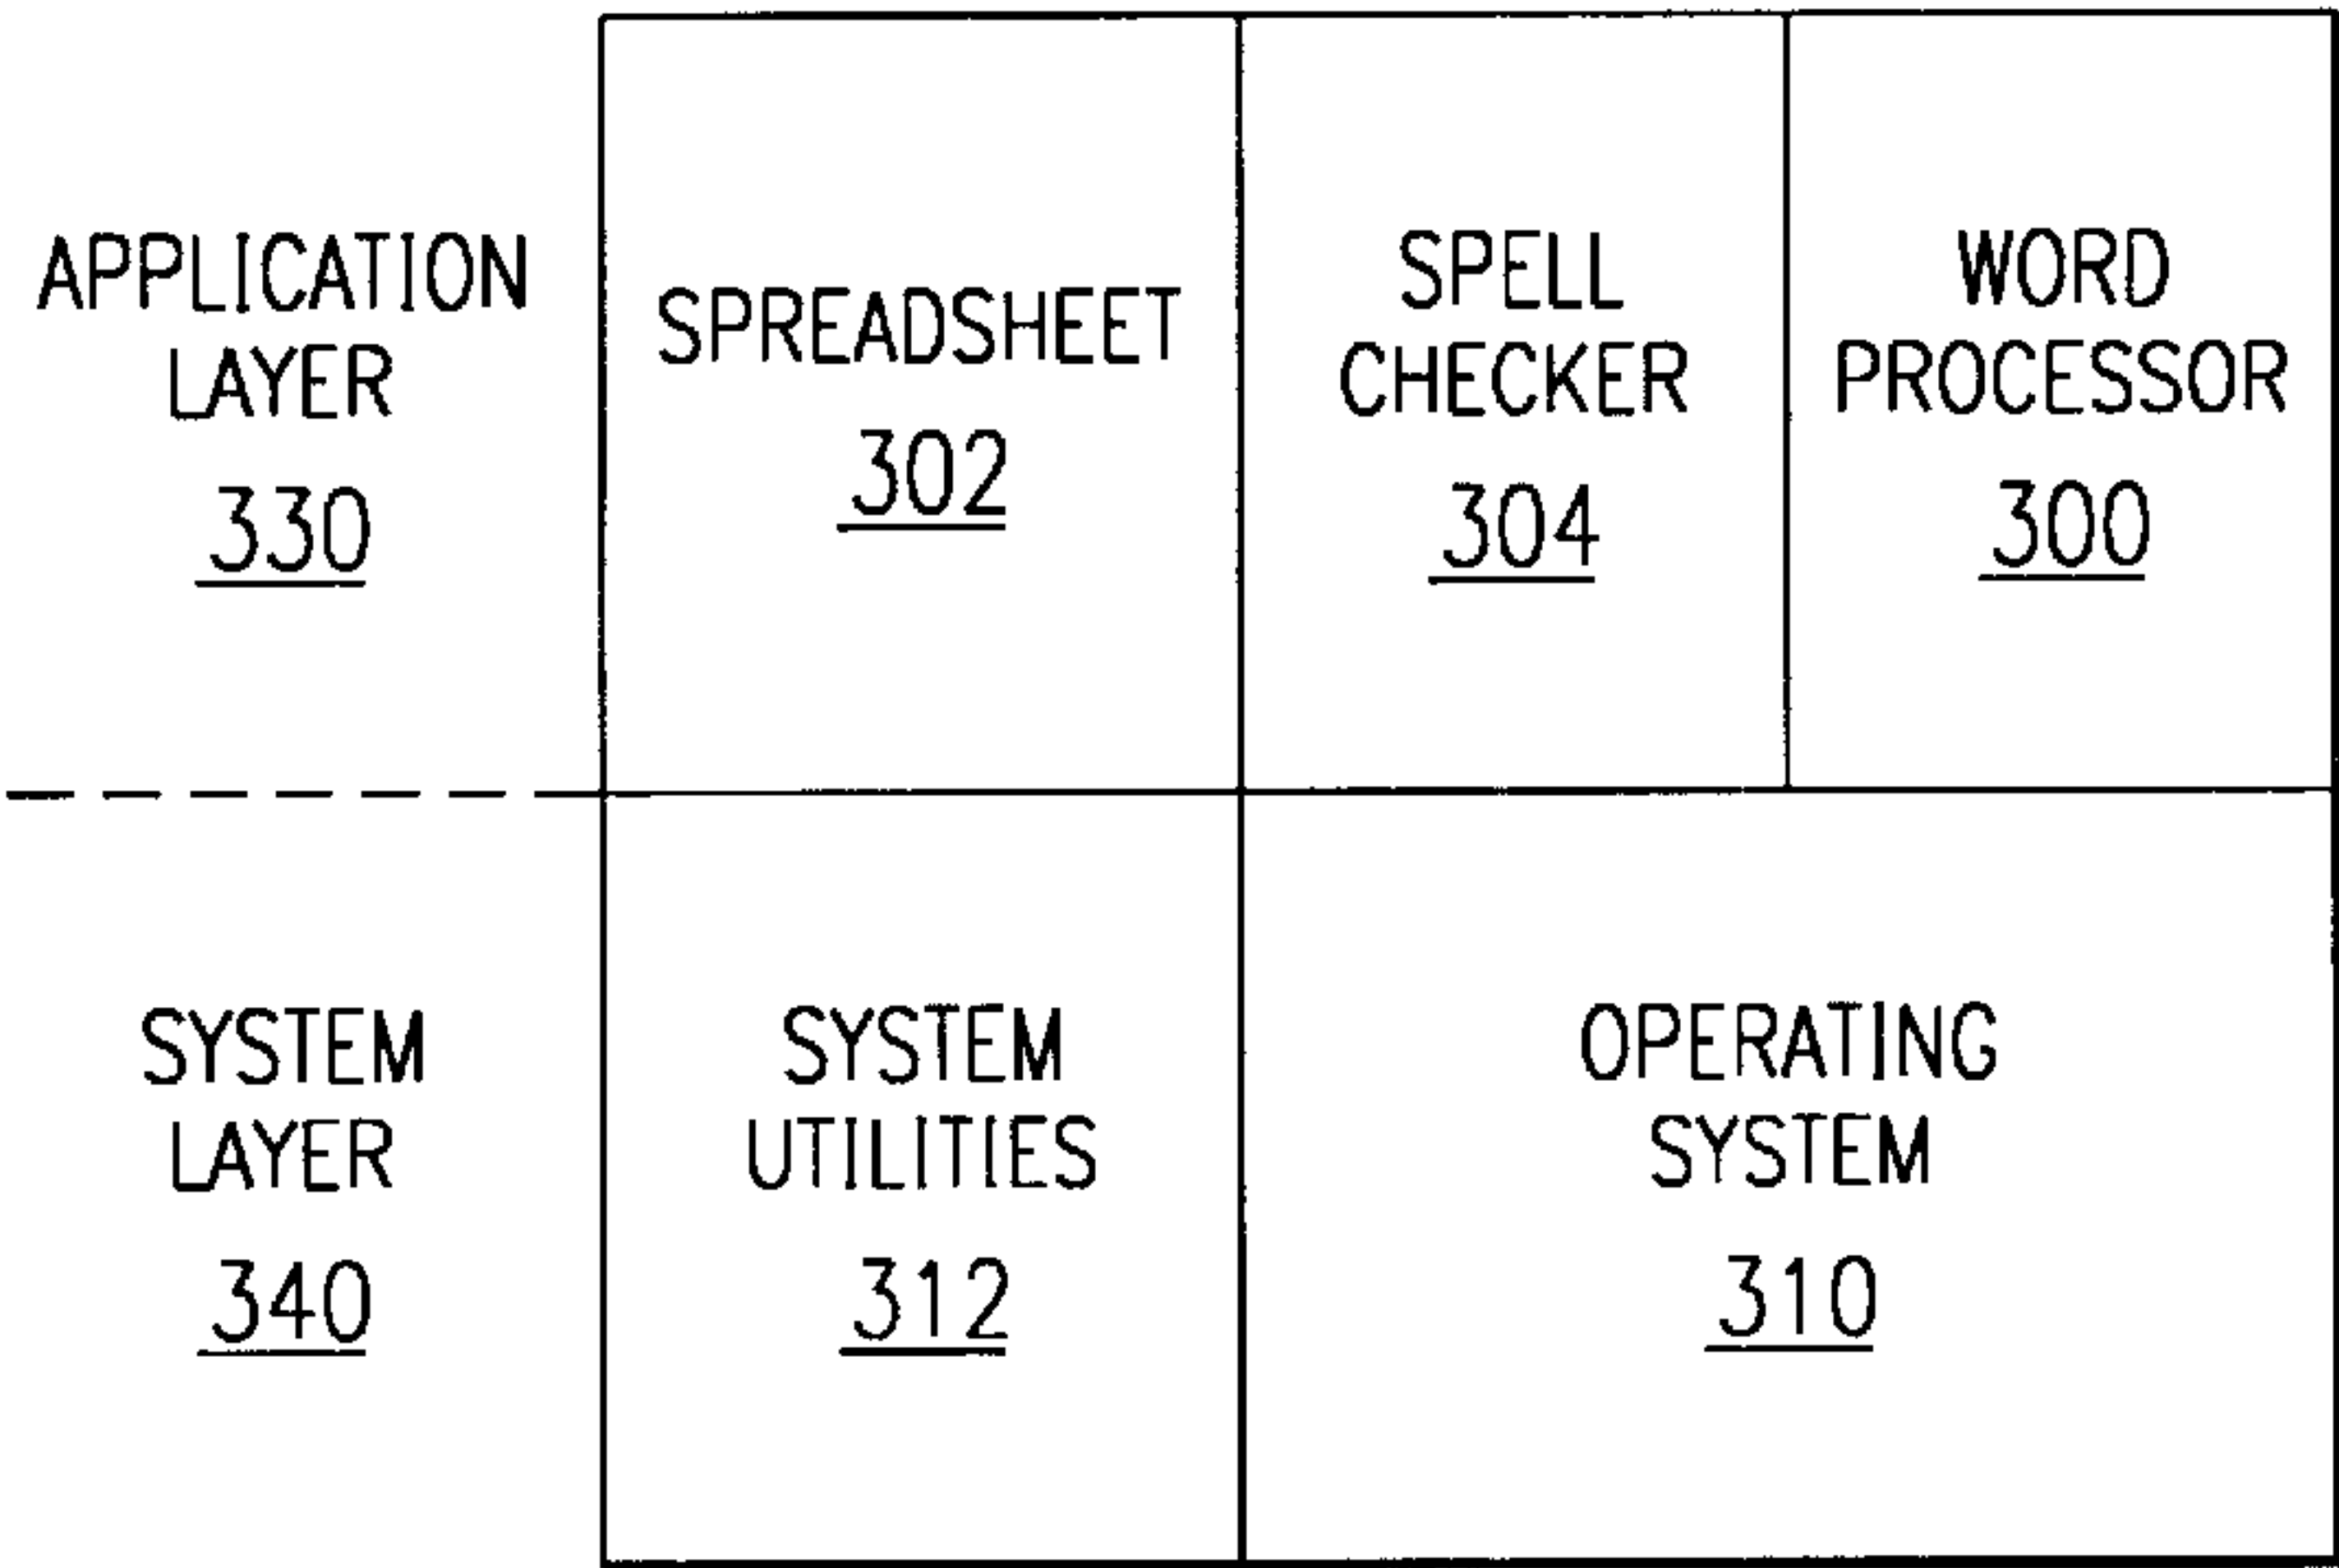 APPLICATION
LAYER
330
SPREADSHEET
302
SPELL
CHECKER
304
WORD
PROCESSOR
300
SYSTEM
LAYER
340
SYSTEM
UTILITIES
312
OPERATING
SYSTEM
310